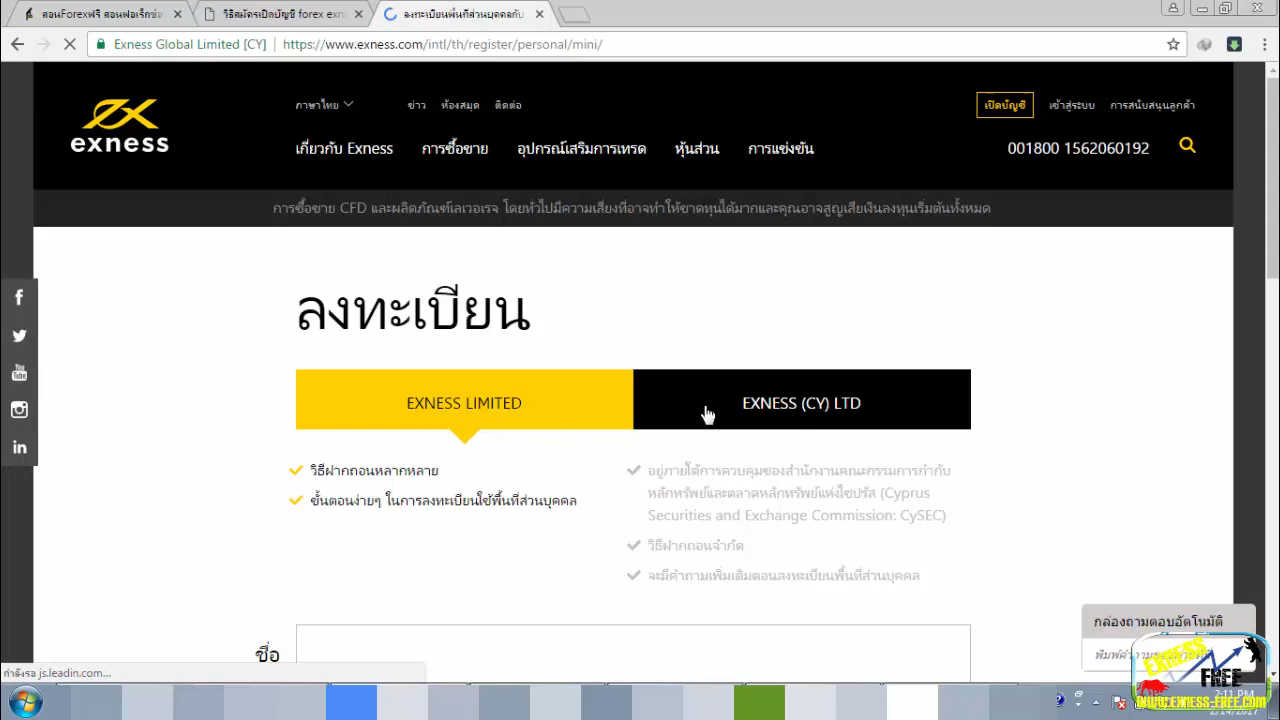 สอนForexฟรี สอนฟอเร็กซ์อ
วิธีสมัครเปิดบัญชี forex exn
ลงทะเบียนพื้นที่ส่วนบุคคลกับ
Exness Global Limited [CY]
https://www.exness.com/intl/th/register/personal/mini/
exness
ภาษาไทย
ข่าว ห้องสมุด ติดต่อ
เปิดบัญชี
เข้าสู่ระบบ
การสนับสนุนลูกค้า
เกี่ยวกับ Exness
การซื้อขาย
อุปกรณ์เสริมการเทรด
หุ้นส่วน
การแข่งขัน
001800 1562060192
การซื้อขาย CFD และผลิตภัณฑ์เลเวอเรจ โดยทั่วไปมีความเสี่ยงที่อาจทำให้ขาดทุนได้มากและคุณอาจสูญเสียเงินลงทุนเริ่มต้นทั้งหมด
ลงทะเบียน
EXNESS LIMITED
EXNESS (CY) LTD
วิธีฝากถอนหลากหลาย
ขั้นตอนง่ายๆ ในการลงทะเบียนใช้พื้นที่ส่วนบุคคล
อยู่ภายใต้การควบคุมของสำนักงานคณะกรรมการกำกับ
หลักทรัพย์และตลาดหลักทรัพย์แห่งไซปรัส (Cyprus
Securities and Exchange Commission: CySEC)
วิธีฝากถอนจำกัด
จะมีคำถามเพิ่มเติมตอนลงทะเบียนพื้นที่ส่วนบุคคล
ชื่อ
กล่องถามตอบอัตโนมัติ
กำลังรอ js.leadin.com...
EXNESS
FREE
2:11 PM
2/14/2017